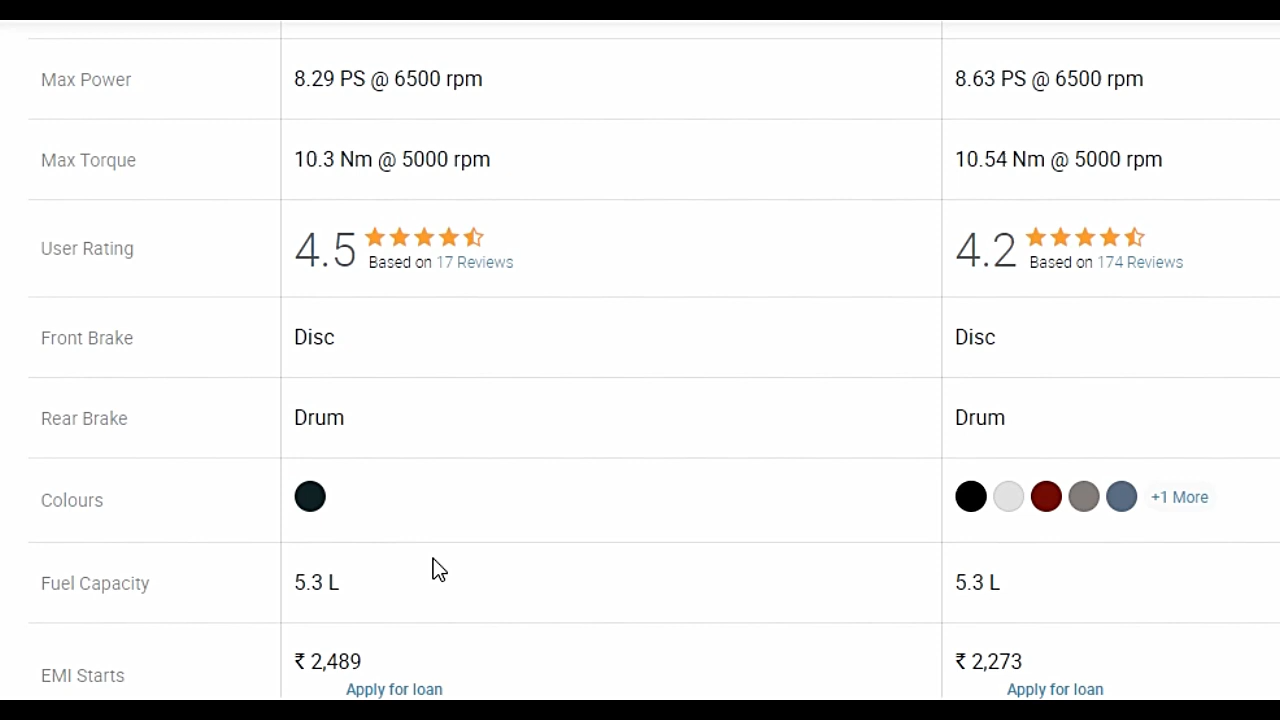 Max Power 8.29 PS @ 6500 rpm 8.63 PS @ 6500 rpm
Max Torque 10.3 Nm @ 5000 rpm 10.54 Nm @ 5000 rpm
User Rating 4.5 Based on 17 Reviews 4.2 Based on 174 Reviews
Front Brake Disc Disc
Rear Brake Drum Drum
Colours +1 More
Fuel Capacity 5.3 L 5.3 L
EMI Starts ₹ 2,489 ₹ 2,273
Apply for loan Apply for loan